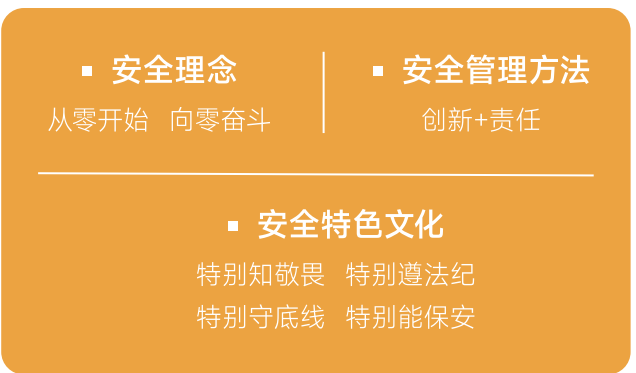 安全理念
从零开始 向零奋斗
安全管理方法
创新+责任
安全特色文化
特别知敬畏 特别遵法纪
特别守底线 特别能保安